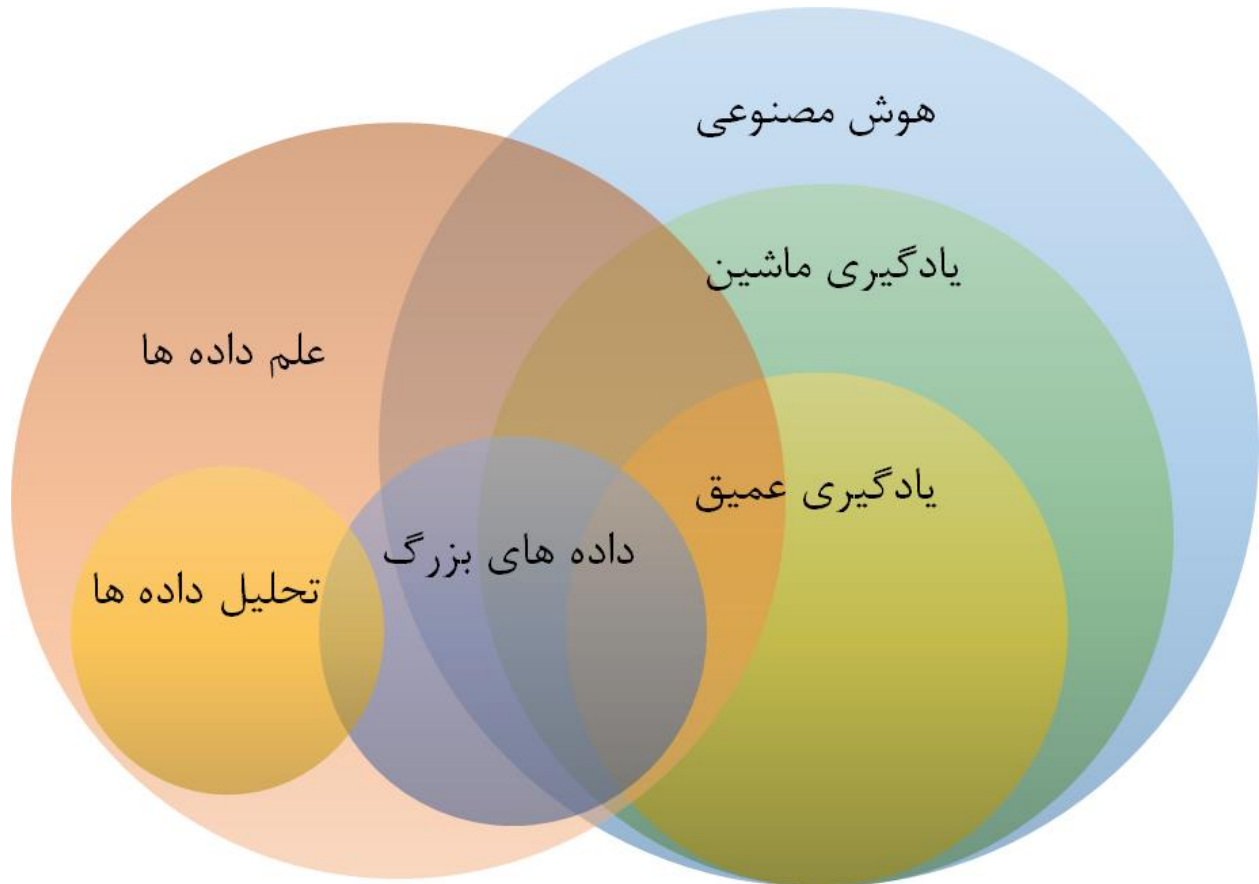 هوش مصنوعی
یادگیری ماشین
علم داده ها
یادگیری عمیق
داده های بزرگ
تحلیل داده ها